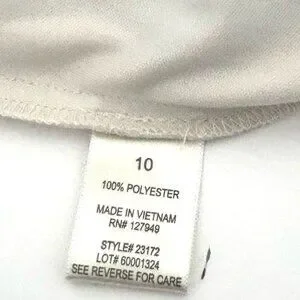 10
100% POLYESTER
MADE IN VIETNAM
RN# 127949
STYLE# 23172
LOT# 60001324
SEE REVERSE FOR CARE